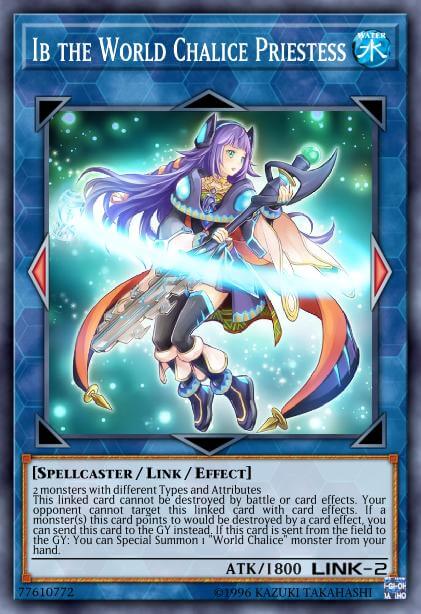 IB THE WORLD CHALICE PRIESTESS
WATER
水
[SPELLCASTER / LINK / EFFECT]
2 monsters with different Types and Attributes
This linked card cannot be destroyed by battle or card effects. Your
opponent cannot target this linked card with card effects. If a
monster(s) this card points to would be destroyed by a card effect, you
can send this card to the GY instead. If this card is sent from the field to
the GY: You can Special Summon 1 "World Chalice" monster from your
hand.
ATK/1800 LINK-2
77610772 ©1996 KAZUKI TAKAHASHI